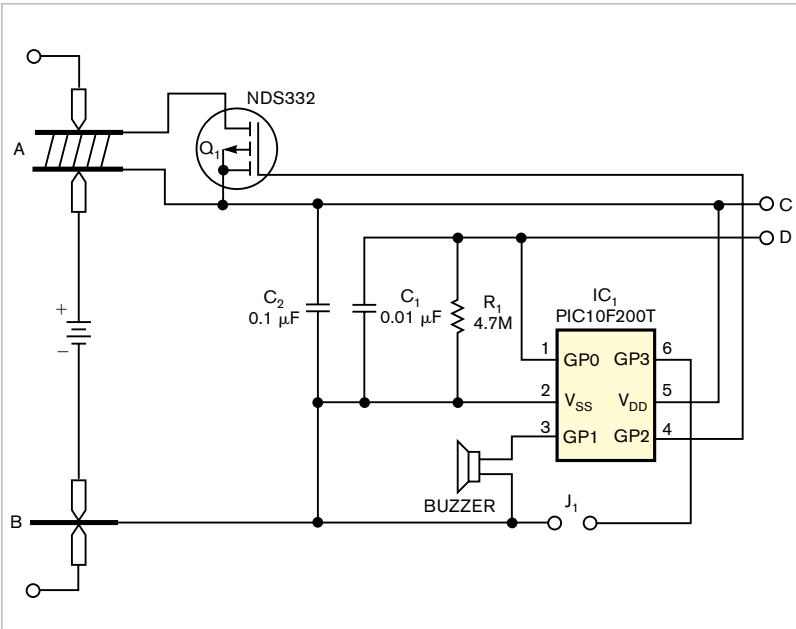 NDS332
A
Q1
C
D
+
−
C2
0.1 µF
C1
0.01 µF
R1
4.7M
IC1
PIC10F200T
1
GP0
GP3
6
2
VSS
VDD
5
3
GP1
GP2
4
BUZZER
J1
B